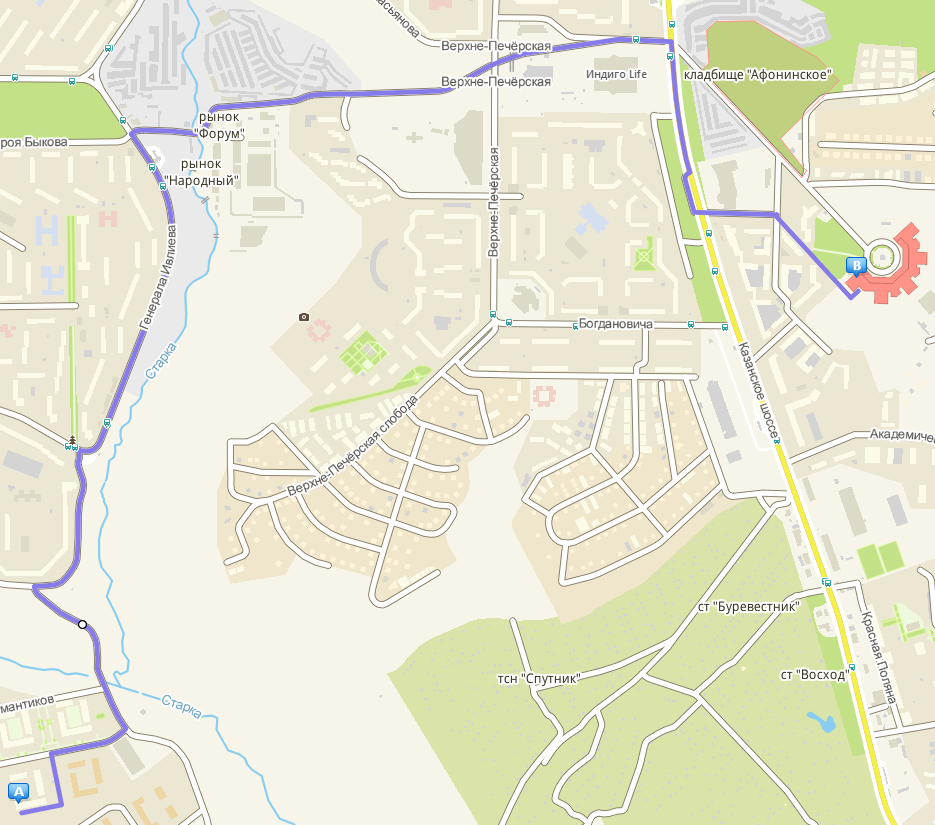 асьянова
Верхне-Печёрская
Верхне-Печёрская
Индиго Life
кладбище "Афонинское"
рынок
"Форум"
роя Быкова
рынок
"Народный"
Верхне-Печёрская
Генерала Ивлиева
B
Богдановича
Старка
Казанское шоссе
Верхне-Печёрская слобода
Академичес
ст "Буревестник"
Красная Поляна
тсн "Спутник"
ст "Восход"
мантиков
Старка
A